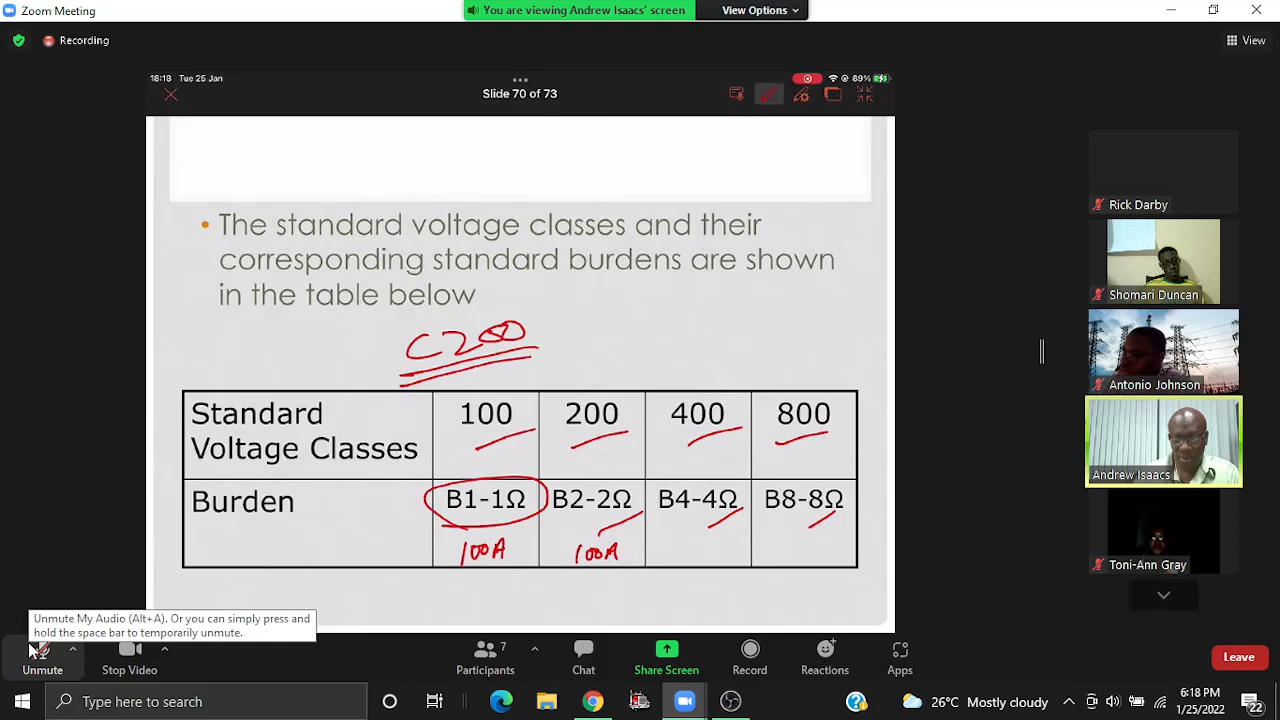 Zoom Meeting
You are viewing Andrew Isaacs' screen
View Options
Recording
View
18:18 Tue 25 Jan
89%
Slide 70 of 73
• The standard voltage classes and their
corresponding standard burdens are shown
in the table below
C200
Standard
Voltage Classes
100
200
400
800
Burden
B1-1Ω
B2-2Ω
B4-4Ω
B8-8Ω
100A
100A
Rick Darby
Shomari Duncan
Antonio Johnson
Andrew Isaacs
Toni-Ann Gray
Unmute My Audio (Alt+A). Or you can simply press and
hold the space bar to temporarily unmute.
Unmute
Stop Video
7
Participants
Chat
Share Screen
Record
Reactions
Apps
Leave
Type here to search
26°C Mostly cloudy
6:18 PM
1/25/2022
22